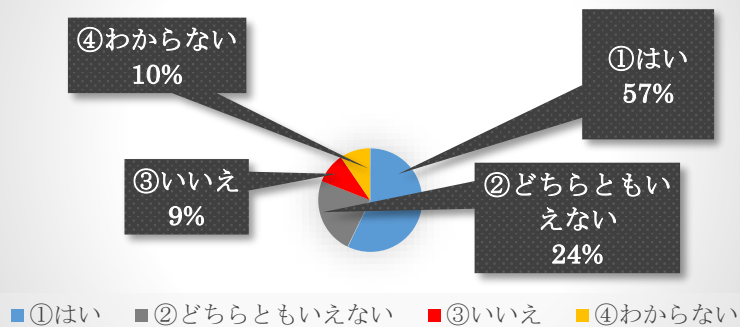 ④わからない
10%
①はい
57%
③いいえ
9%
②どちらともい
えない
24%
①はい ②どちらともいえない ③いいえ ④わからない